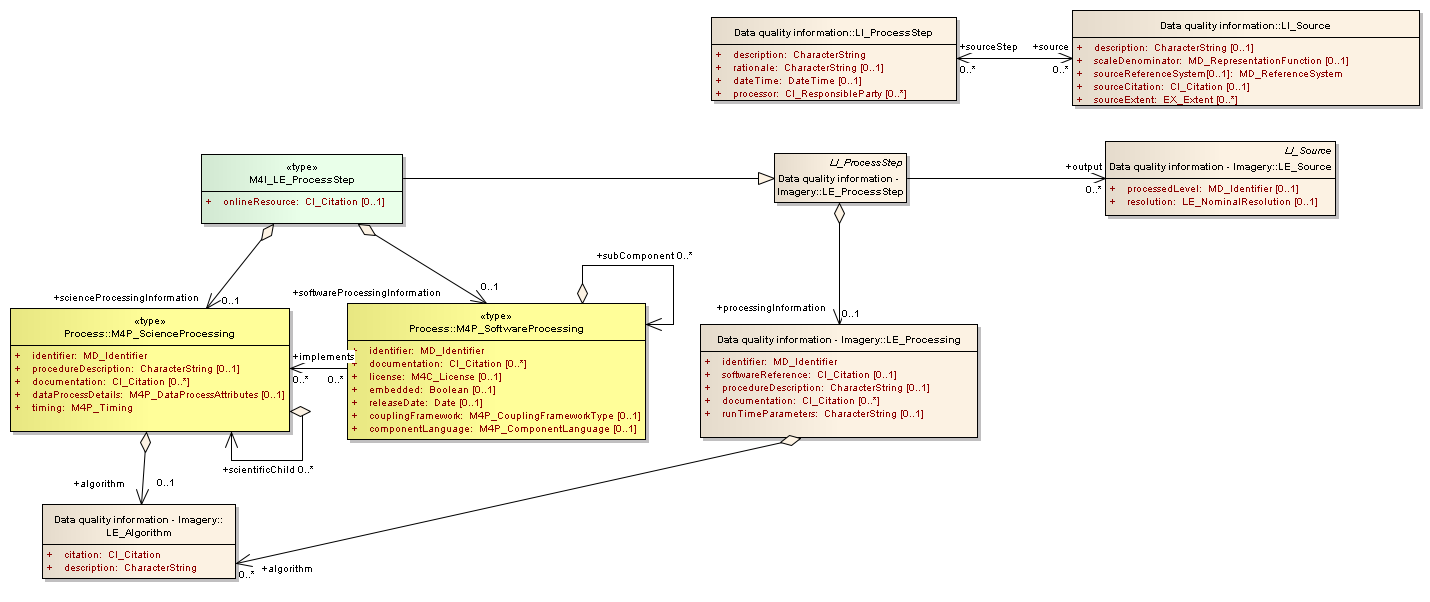 Data quality information::LI_ProcessStep
+ description: CharacterString
+ rationale: CharacterString [0..1]
+ dateTime: DateTime [0..1]
+ processor: CI_ResponsibleParty [0..*]
+sourceStep
0..*
+source
0..*
Data quality information::LI_Source
+ description: CharacterString [0..1]
+ scaleDenominator: MD_RepresentationFunction [0..1]
+ sourceReferenceSystem[0..1]: MD_ReferenceSystem
+ sourceCitation: CI_Citation [0..1]
+ sourceExtent: EX_Extent [0..*]
«type»
M4I_LE_ProcessStep
+ onlineResource: CI_Citation [0..1]
LI_ProcessStep
Data quality information -
Imagery::LE_ProcessStep
+output
0..*
LI_Source
Data quality information - Imagery::LE_Source
+ processedLevel: MD_Identifier [0..1]
+ resolution: LE_NominalResolution [0..1]
+scienceProcessingInformation
0..1
+softwareProcessingInformation
0..1
+subComponent 0..*
+processingInformation
0..1
«type»
Process::M4P_ScienceProcessing
+ identifier: MD_Identifier
+ procedureDescription: CharacterString [0..1]
+ documentation: CI_Citation [0..*]
+ dataProcessDetails: M4P_DataProcessAttributes [0..1]
+ timing: M4P_Timing
+implements
0..*
0..*
«type»
Process::M4P_SoftwareProcessing
+ identifier: MD_Identifier
+ documentation: CI_Citation [0..*]
+ license: M4C_License [0..1]
+ embedded: Boolean [0..1]
+ releaseDate: Date [0..1]
+ couplingFramework: M4P_CouplingFrameworkType [0..1]
+ componentLanguage: M4P_ComponentLanguage [0..1]
Data quality information - Imagery::LE_Processing
+ identifier: MD_Identifier
+ softwareReference: CI_Citation [0..1]
+ procedureDescription: CharacterString [0..1]
+ documentation: CI_Citation [0..*]
+ runTimeParameters: CharacterString [0..1]
+scientificChild 0..*
+algorithm
0..1
Data quality information - Imagery::
LE_Algorithm
+ citation: CI_Citation
+ description: CharacterString
0..*
+algorithm